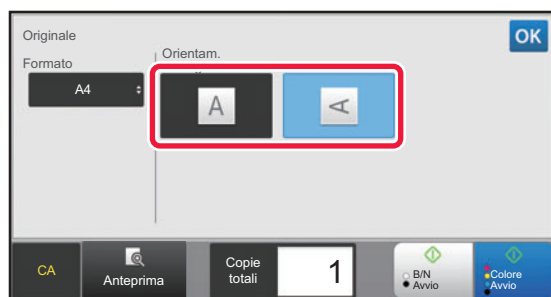 Originale
OK
Formato
Orientam.
A4
A
A
CA
Anteprima
Copie
totali
1
B/N
Avvio
Colore
Avvio